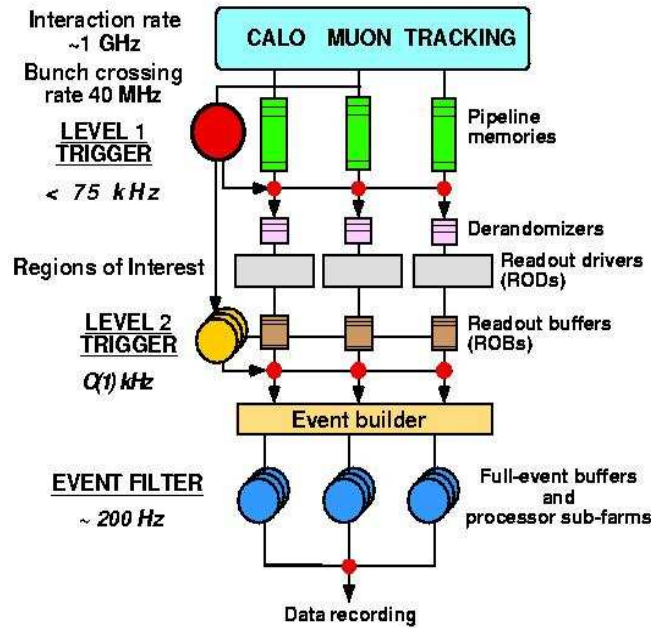 Interaction rate
~1 GHz
CALO MUON TRACKING
Bunch crossing
rate 40 MHz
Pipeline
memories
LEVEL 1
TRIGGER
< 75 kHz
Derandomizers
Regions of Interest
Readout drivers
(RODs)
LEVEL 2
TRIGGER
Readout buffers
(ROBs)
O(1) kHz
Event builder
EVENT FILTER
~ 200 Hz
Full-event buffers
and
processor sub-farms
Data recording